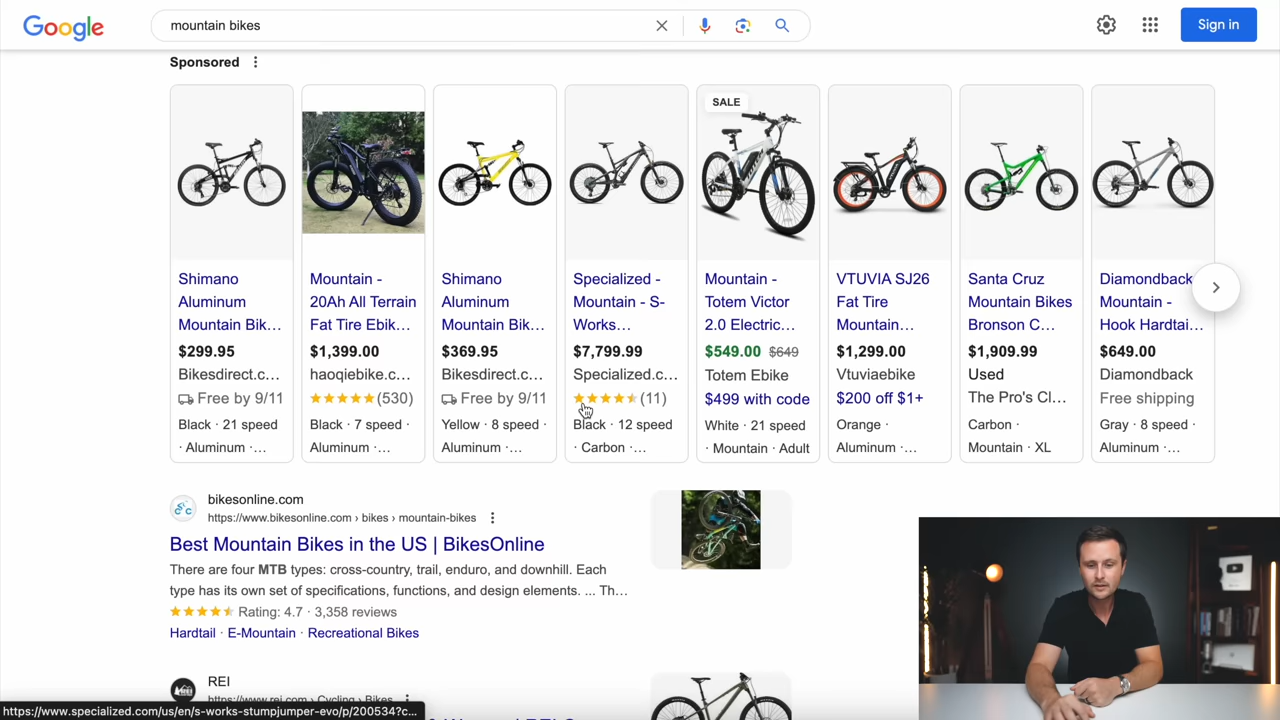 Google
mountain bikes
Sign in
Sponsored
Shimano
Aluminum
Mountain Bik...
$299.95
Bikesdirect.c...
Free by 9/11
Black · 21 speed
· Aluminum ·...
Mountain -
20Ah All Terrain
Fat Tire Ebik...
$1,399.00
haoqiebike.c...
(530)
Black · 7 speed ·
Aluminum ·...
Shimano
Aluminum
Mountain Bik...
$369.95
Bikesdirect.c...
Free by 9/11
Yellow · 8 speed ·
Aluminum ·...
Specialized -
Mountain - S-
Works...
$7,799.99
Specialized.c...
(11)
Black · 12 speed
· Carbon ·...
SALE
Mountain -
Totem Victor
2.0 Electric...
$549.00 $649
Totem Ebike
$499 with code
White · 21 speed
· Mountain · Adult
VTUVIA SJ26
Fat Tire
Mountain...
$1,299.00
Vtuviaebike
$200 off $1+
Orange ·
Aluminum ·...
Santa Cruz
Mountain Bikes
Bronson C...
$1,909.99
Used
The Pro's Cl...
Carbon ·
Mountain · XL
Diamondback
Mountain -
Hook Hardtai...
$649.00
Diamondback
Free shipping
Gray · 8 speed ·
Aluminum ·...
bikesonline.com
https://www.bikesonline.com › bikes › mountain-bikes
Best Mountain Bikes in the US | BikesOnline
There are four MTB types: cross-country, trail, enduro, and downhill. Each
type has its own set of specifications, functions, and design elements. ... Th...
Rating: 4.7 · 3,358 reviews
Hardtail · E-Mountain · Recreational Bikes
REI
https://www.rei.com › Cycling › Bikes
https://www.specialized.com/us/en/s-works-stumpjumper-evo/p/200534?c...